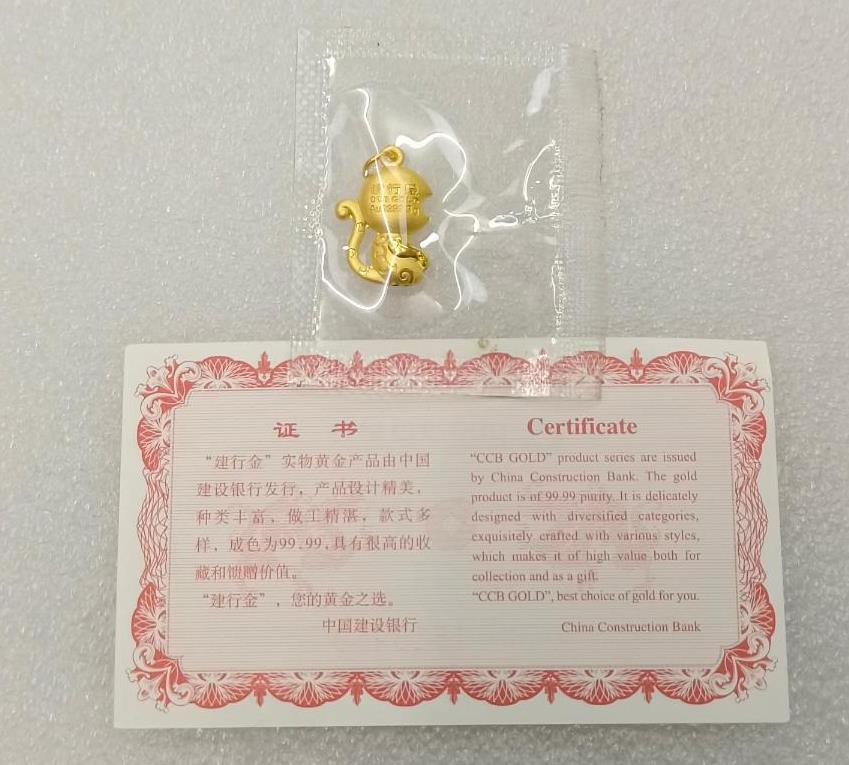 建行金
CCB GOLD
Au9999
证 书
“建行金”实物黄金产品由中国
建设银行发行，产品设计精美，
种类丰富，做工精湛，款式多
样，成色为99.99,具有很高的收
藏和馈赠价值。
“建行金”，您的黄金之选。
中国建设银行
Certificate
“CCB GOLD” product series are issued
by China Construction Bank. The gold
product is of 99.99 purity. It is delicately
designed with diversified categories,
exquisitely crafted with various styles,
which makes it of high value both for
collection and as a gift.
“CCB GOLD”, best choice of gold for you.
China Construction Bank